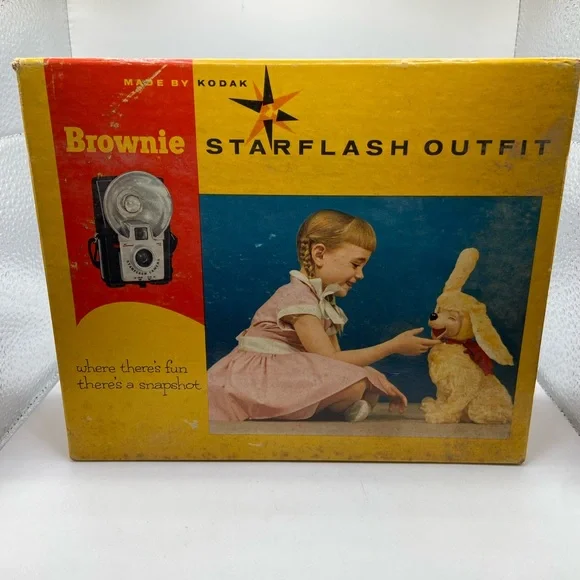 MADE BY KODAK
Brownie STARFLASH OUTFIT
where there's fun
there's a snapshot